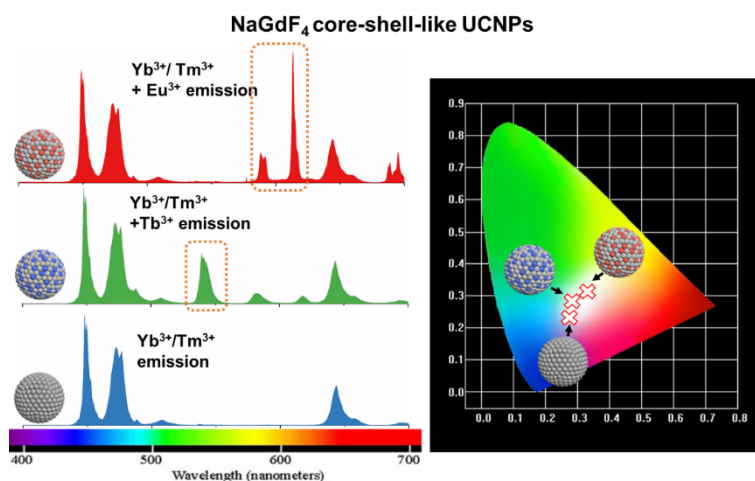 NaGdF₄ core-shell-like UCNPs
Yb³⁺/ Tm³⁺
+ Eu³⁺ emission
Yb³⁺/Tm³⁺
+Tb³⁺ emission
Yb³⁺/Tm³⁺
emission
400 500 600 700
Wavelength (nanometers)
0.9
0.8
0.7
0.6
0.5
0.4
0.3
0.2
0.1
0.0
0.0 0.1 0.2 0.3 0.4 0.5 0.6 0.7 0.8